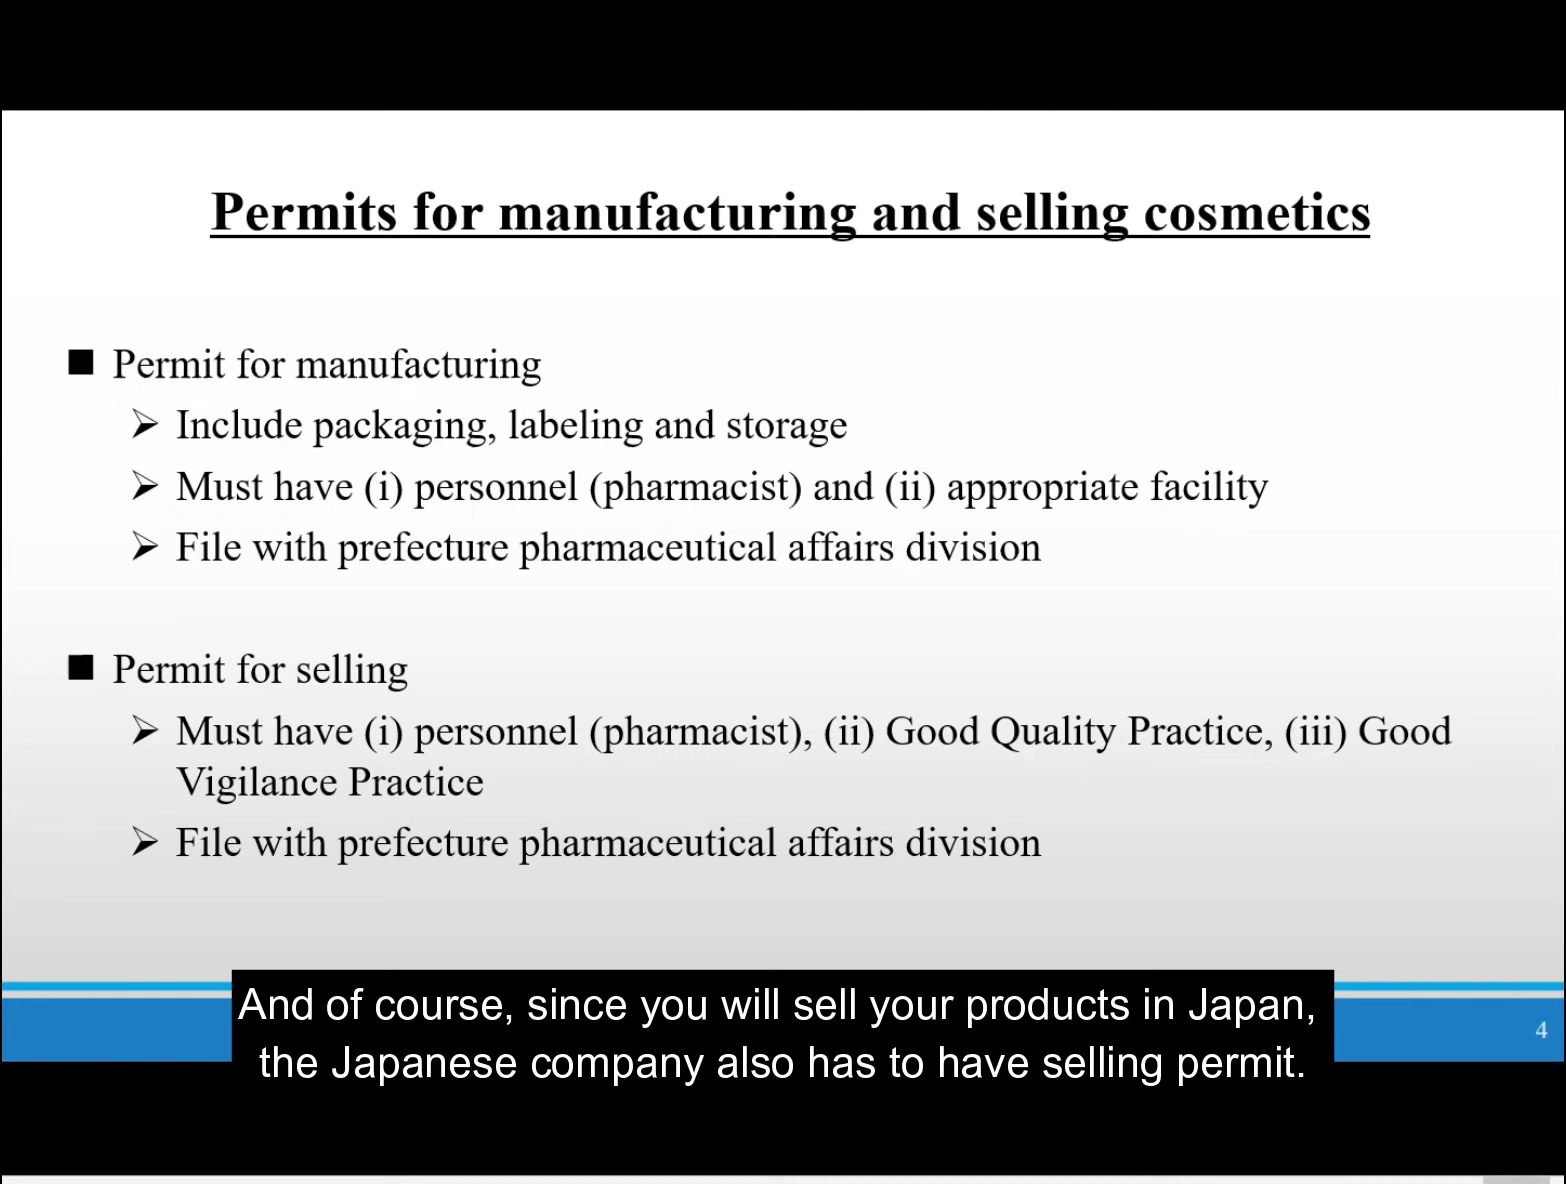 Permits for manufacturing and selling cosmetics
Permit for manufacturing
Include packaging, labeling and storage
Must have (i) personnel (pharmacist) and (ii) appropriate facility
File with prefecture pharmaceutical affairs division
Permit for selling
Must have (i) personnel (pharmacist), (ii) Good Quality Practice, (iii) Good
Vigilance Practice
File with prefecture pharmaceutical affairs division
And of course, since you will sell your products in Japan,
the Japanese company also has to have selling permit.
4